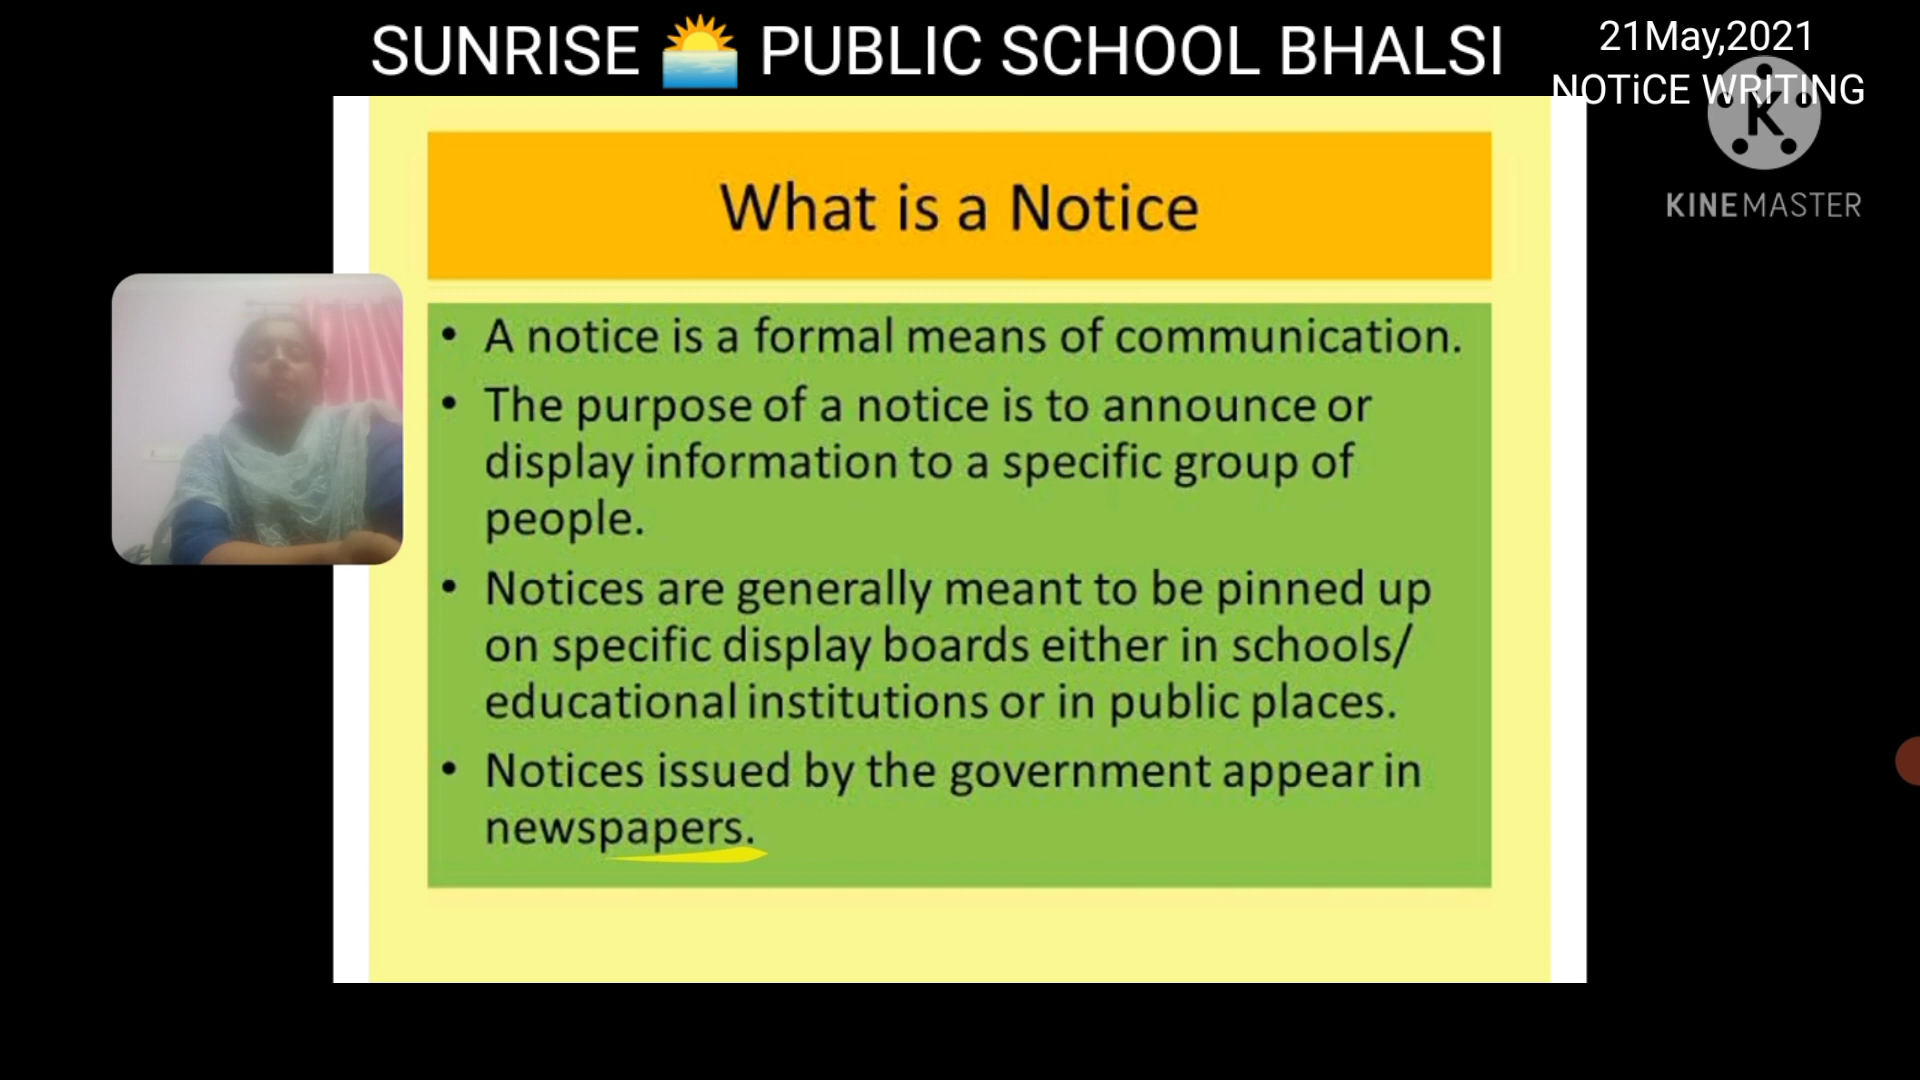 SUNRISE 🌅 PUBLIC SCHOOL BHALSI
21May,2021
NOTiCE WRITING
K
KINEMASTER
What is a Notice
• A notice is a formal means of communication.
• The purpose of a notice is to announce or
display information to a specific group of
people.
• Notices are generally meant to be pinned up
on specific display boards either in schools/
educational institutions or in public places.
• Notices issued by the government appear in
newspapers.